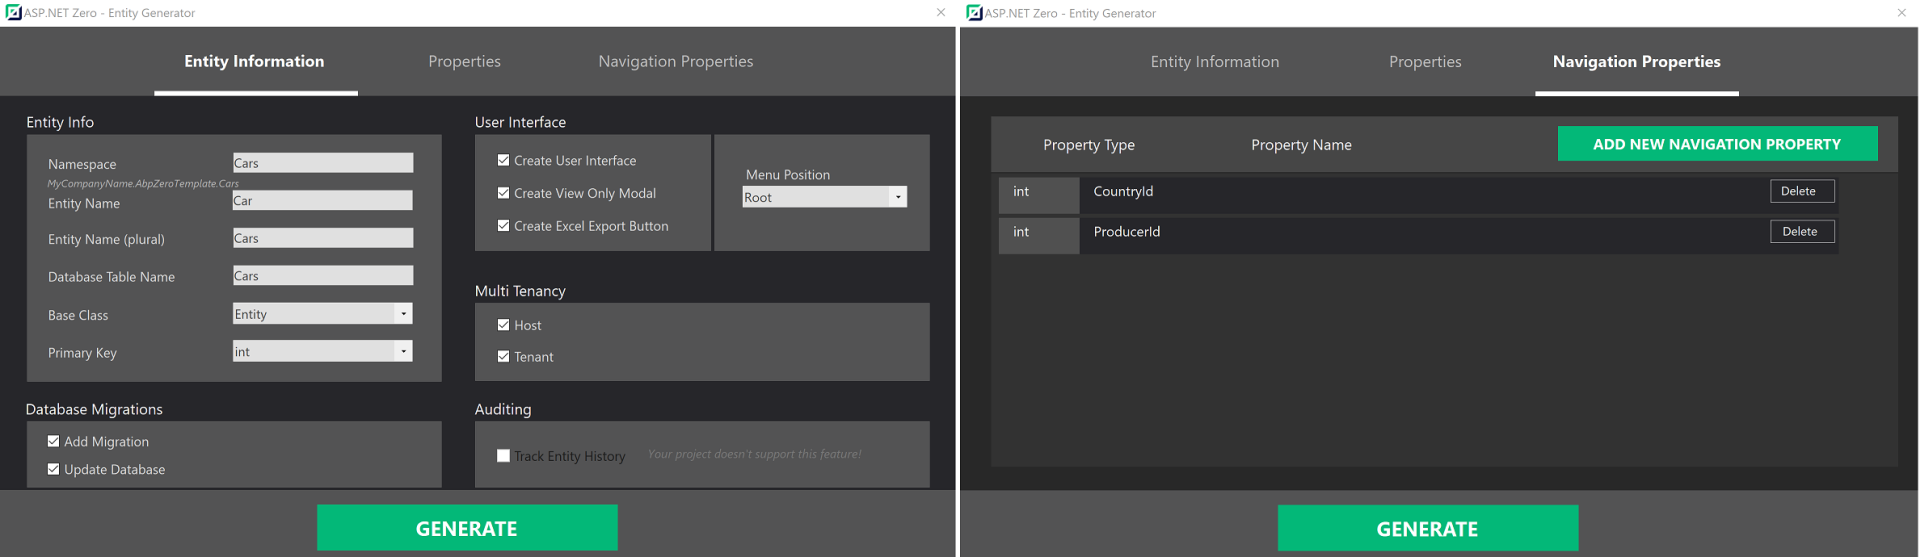 ASP.NET Zero - Entity Generator
Entity Information
Properties
Navigation Properties
Entity Info
Namespace
Cars
MyCompanyName.AbpZeroTemplate.Cars
Entity Name
Car
Entity Name (plural)
Cars
Database Table Name
Cars
Base Class
Entity
Primary Key
int
Database Migrations
Add Migration
Update Database
User Interface
Create User Interface
Create View Only Modal
Create Excel Export Button
Menu Position
Root
Multi Tenancy
Host
Tenant
Auditing
Track Entity History
Your project doesn't support this feature!
GENERATE
ASP.NET Zero - Entity Generator
Entity Information
Properties
Navigation Properties
Property Type
Property Name
ADD NEW NAVIGATION PROPERTY
int
CountryId
Delete
int
ProducerId
Delete
GENERATE